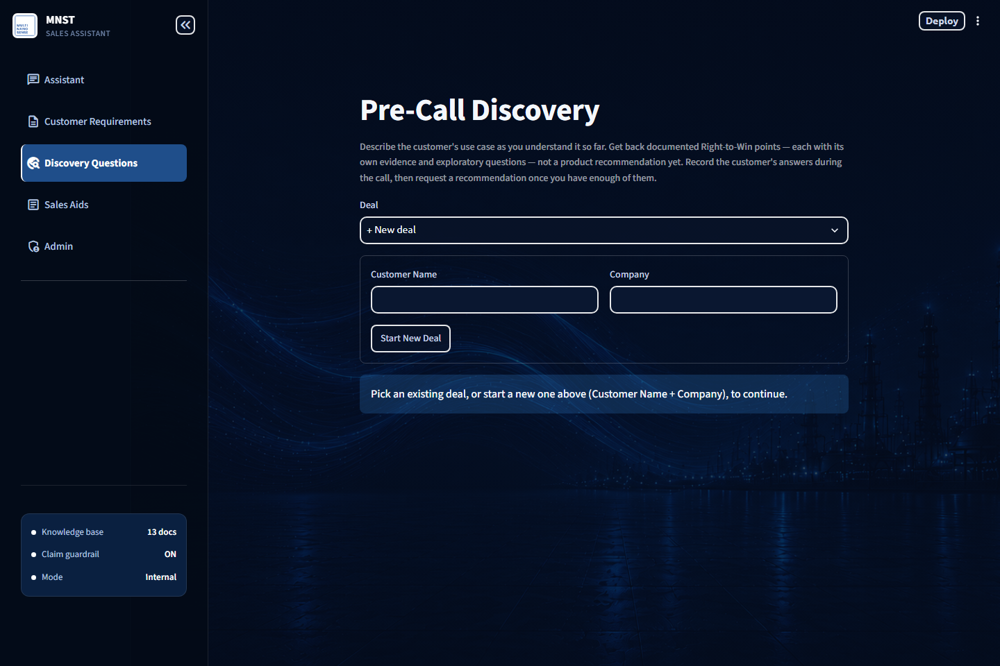 MULTI
NANO
SENSE
MNST
SALES ASSISTANT
Deploy
Assistant
Customer Requirements
Discovery Questions
Sales Aids
Admin
Knowledge base 13 docs
Claim guardrail ON
Mode Internal
Pre-Call Discovery
Describe the customer's use case as you understand it so far. Get back documented Right-to-Win points — each with its
own evidence and exploratory questions — not a product recommendation yet. Record the customer's answers during
the call, then request a recommendation once you have enough of them.
Deal
+ New deal
Customer Name Company
Start New Deal
Pick an existing deal, or start a new one above (Customer Name + Company), to continue.